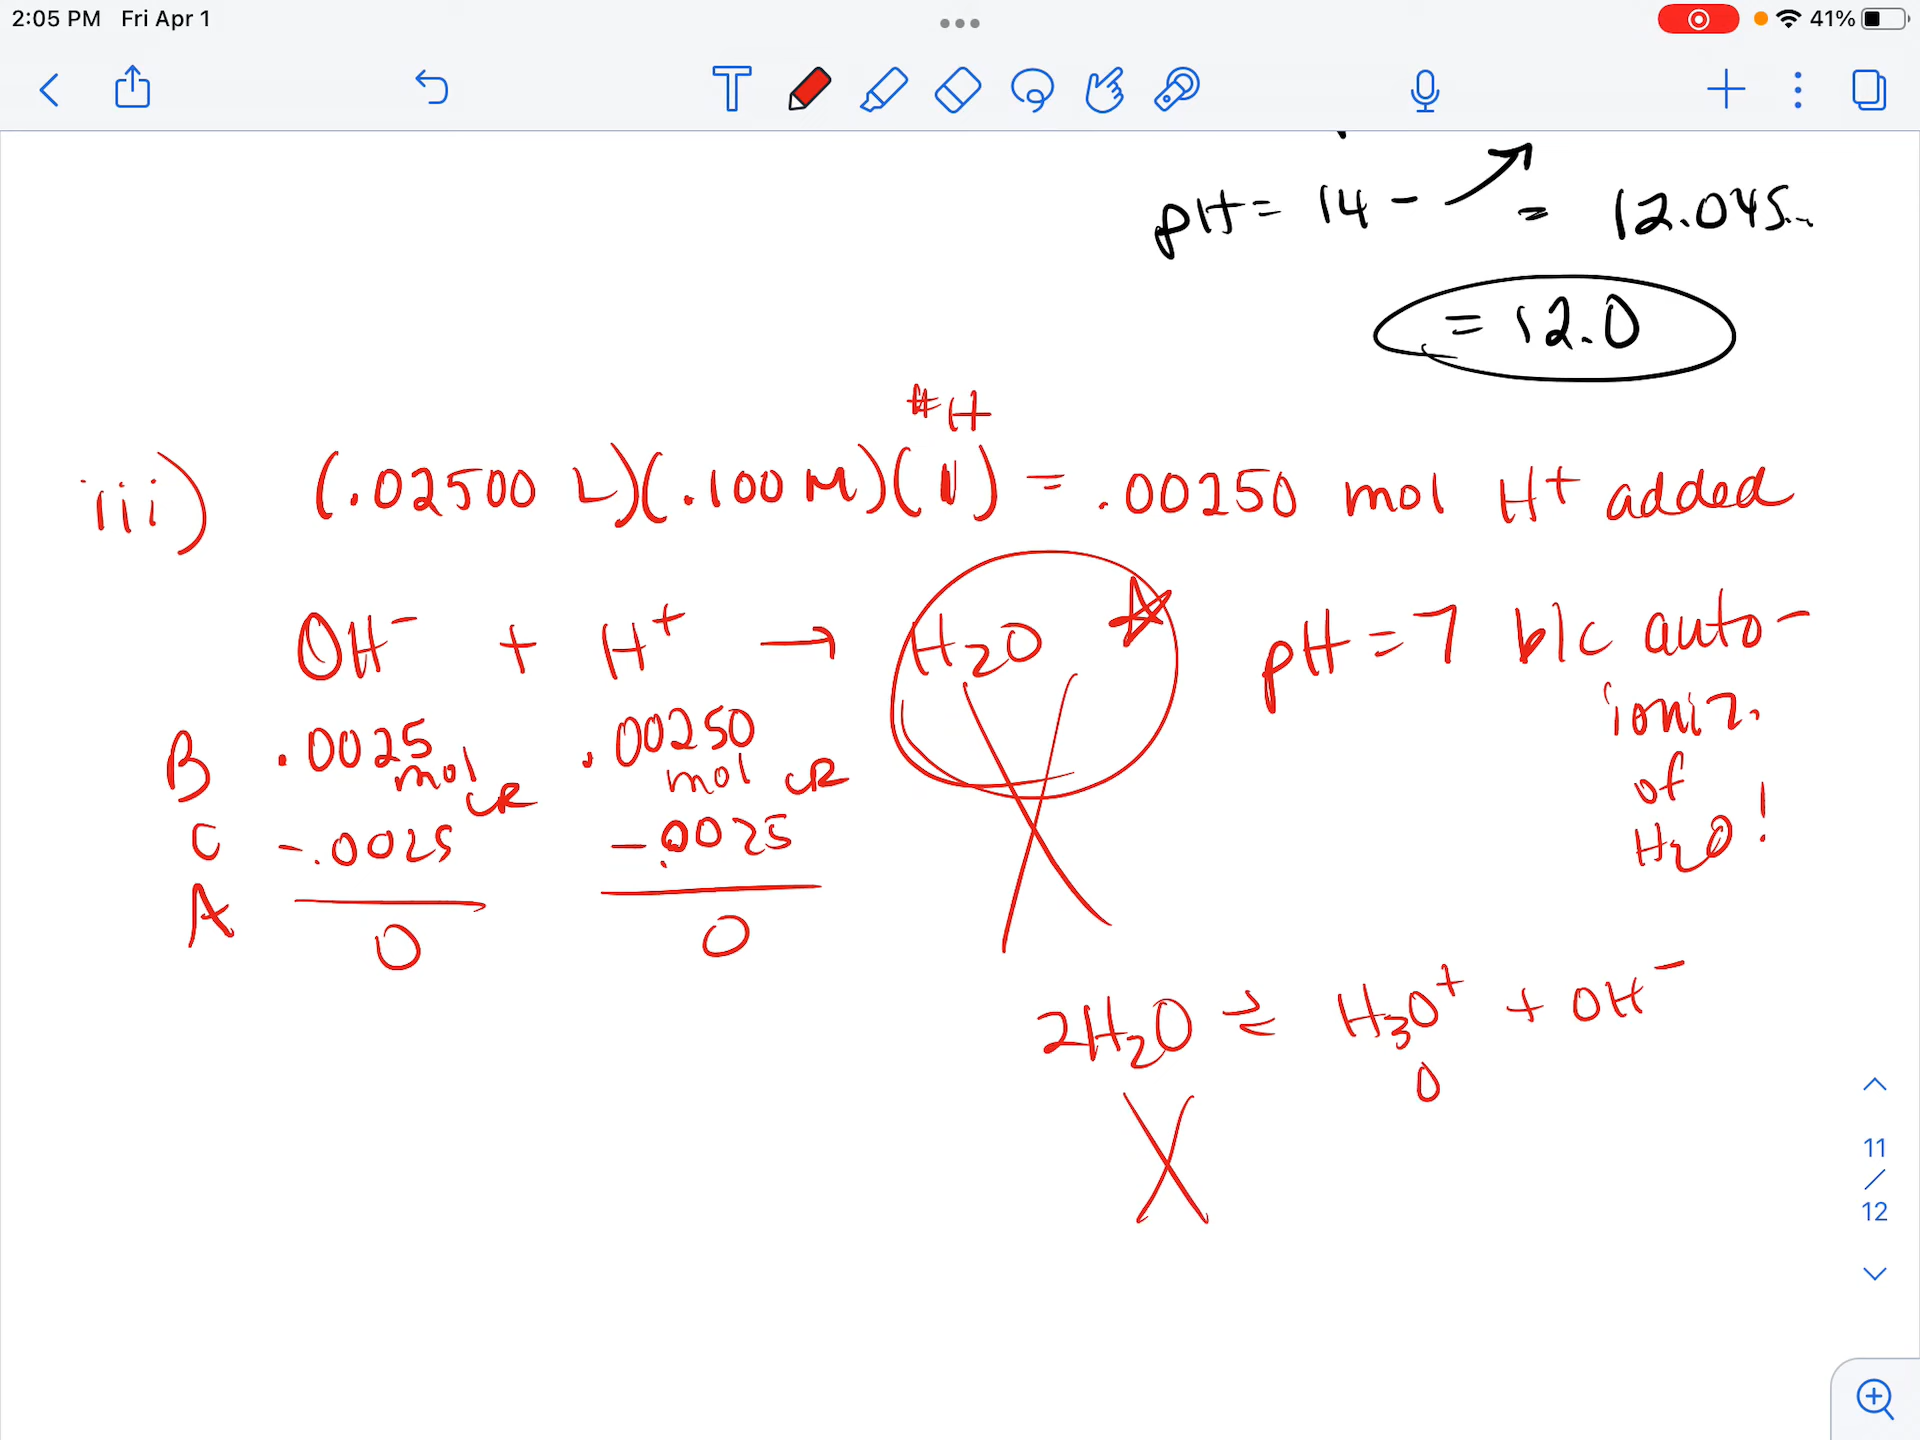 2:05 PM Fri Apr 1
41%
T
pH = 14 - ↗ = 12.045..
= 12.0
# H
iii) (.02500 L)(.100 M)(1) = .00250 mol H+ added
OH⁻ + H⁺ → H₂O ☆ pH = 7 b/c auto-
ioniz.
of
H₂O!
B .0025 mol LR .00250 mol LR
C -.0025 -.0025
A 0 0
2H₂O ⇌ H₃O⁺ + OH⁻
0
11
/
12